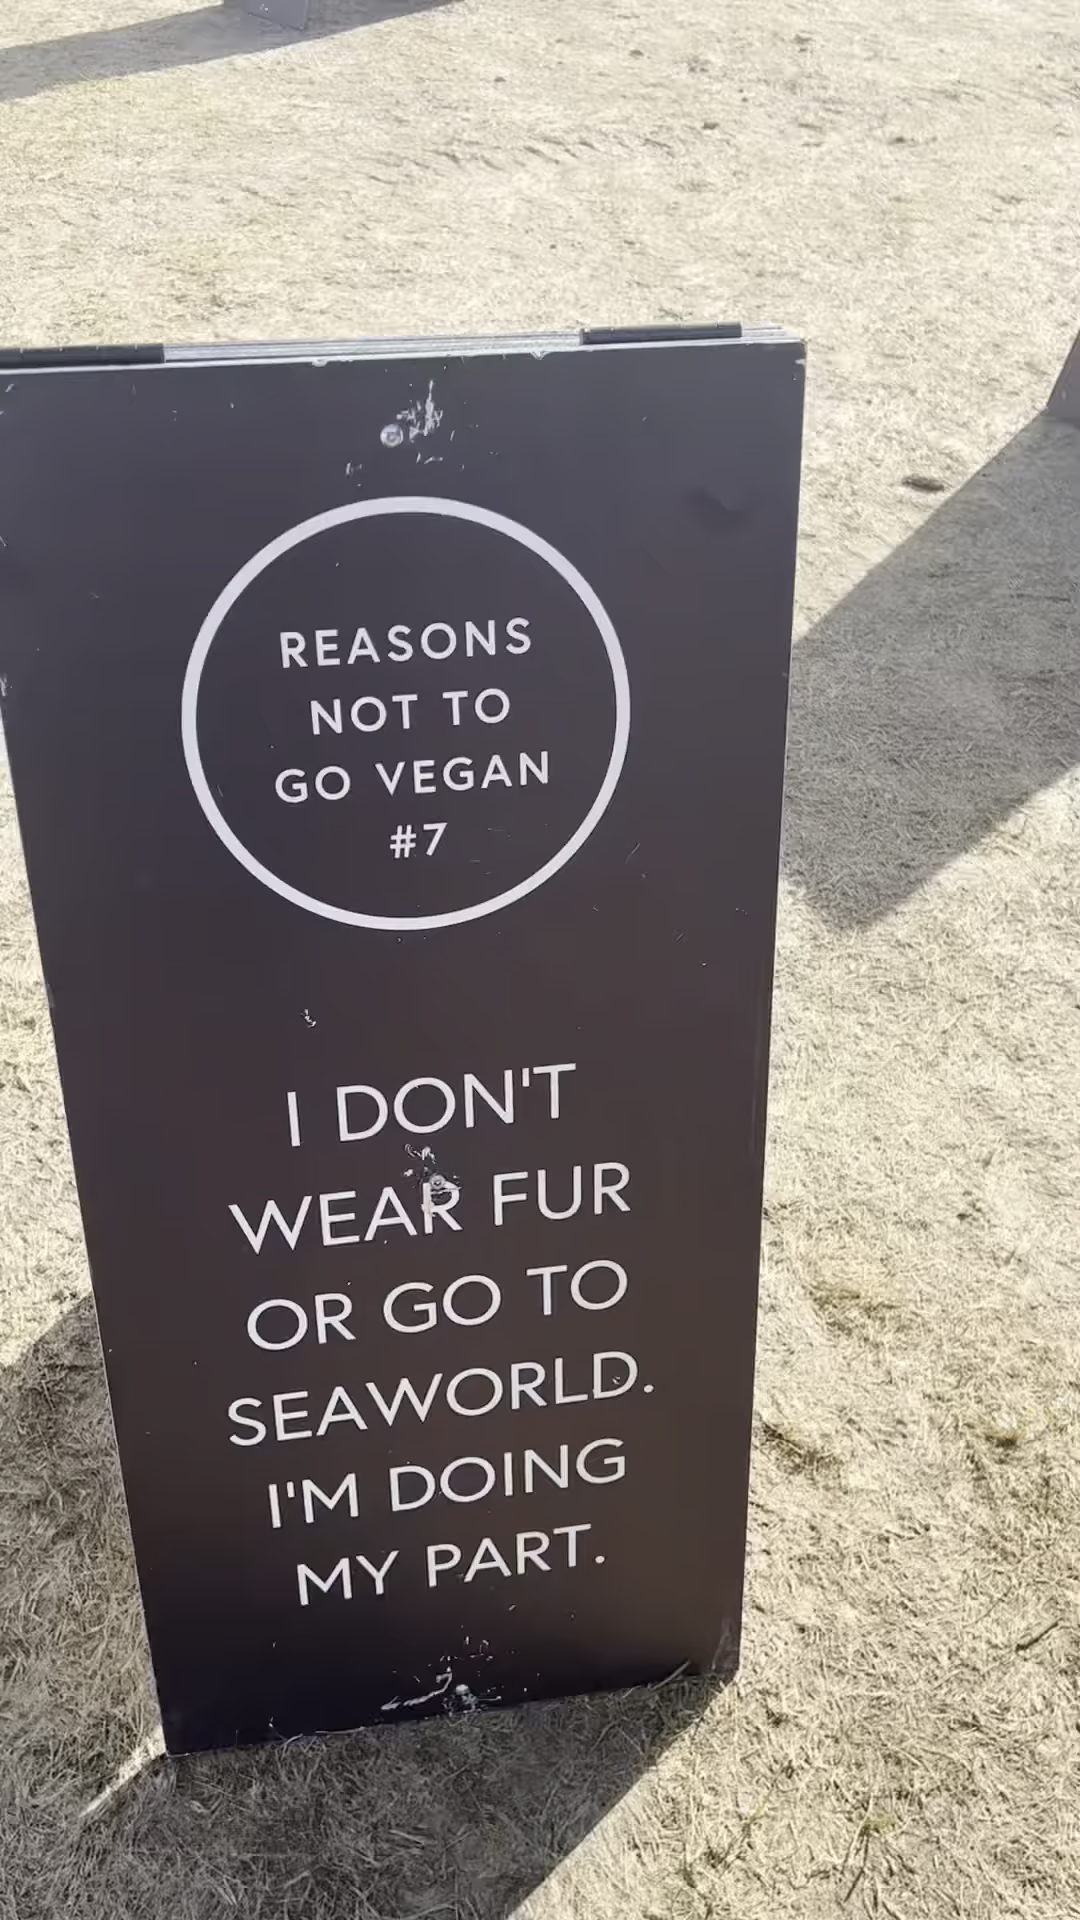 REASONS
NOT TO
GO VEGAN
#7
I DON'T
WEAR FUR
OR GO TO
SEAWORLD.
I'M DOING
MY PART.